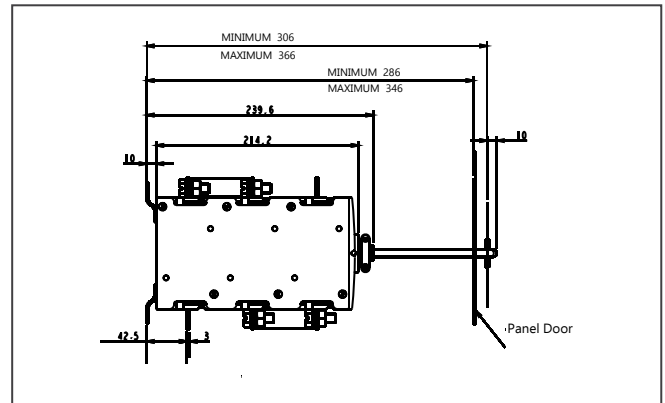 MINIMUM 306
MAXIMUM 366
MINIMUM 286
MAXIMUM 346
239.6
214.2
10
10
42.5
3
Panel Door